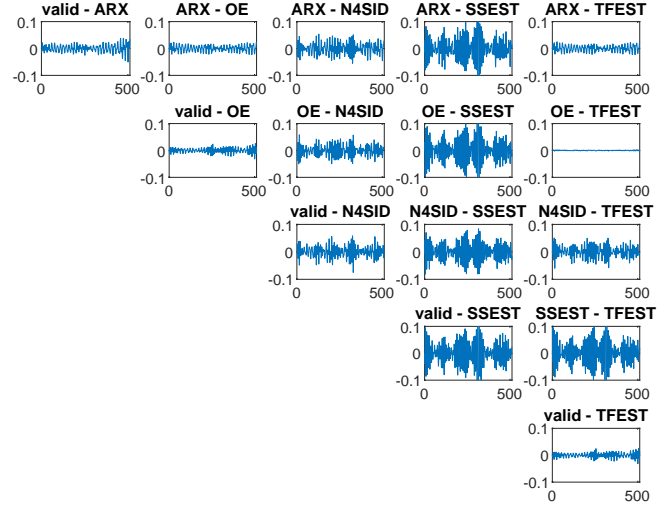 valid - ARX ARX - OE ARX - N4SID ARX - SSEST ARX - TFEST
0.1 0.1 0.1 0.1 0.1
0 0 0 0 0
-0.1 -0.1 -0.1 -0.1 -0.1
0 500 0 500 0 500 0 500 0 500
valid - OE OE - N4SID OE - SSEST OE - TFEST
0.1 0.1 0.1 0.1
0 0 0 0
-0.1 -0.1 -0.1 -0.1
0 500 0 500 0 500 0 500
valid - N4SID N4SID - SSEST N4SID - TFEST
0.1 0.1 0.1
0 0 0
-0.1 -0.1 -0.1
0 500 0 500 0 500
valid - SSEST SSEST - TFEST
0.1 0.1
0 0
-0.1 -0.1
0 500 0 500
valid - TFEST
0.1
0
-0.1
0 500